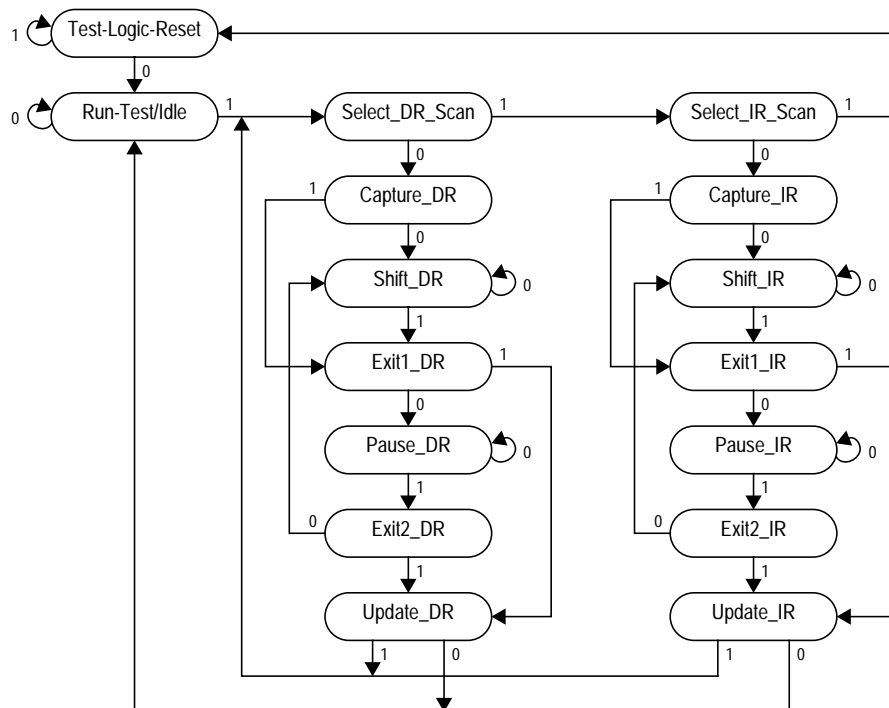 Test-Logic-Reset
1
0
Run-Test/Idle
0
1
Select_DR_Scan
1
Select_IR_Scan
1
0
0
1
Capture_DR
1
Capture_IR
0
0
Shift_DR
0
Shift_IR
0
1
1
Exit1_DR
1
Exit1_IR
1
0
0
Pause_DR
0
Pause_IR
0
1
1
0
Exit2_DR
0
Exit2_IR
1
1
Update_DR
Update_IR
1
0
1
0